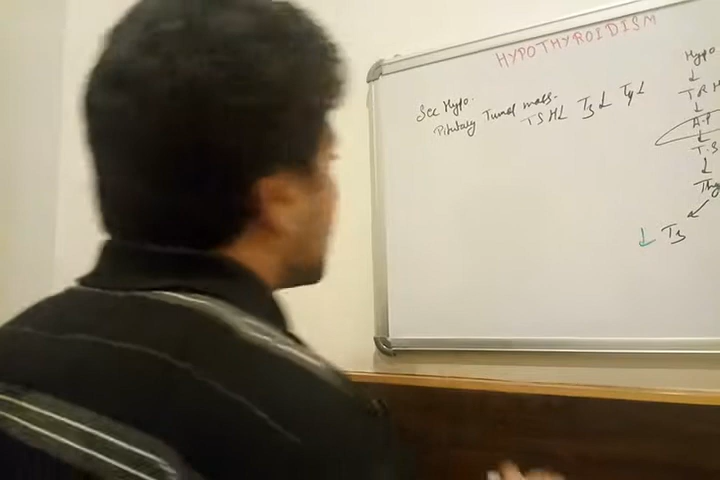 HYPOTHYROIDISM
Sec Hypo.
Pituitary Tumor mass-
TSH↓ T3↓ T4↓
Hypo
↓
TRH
↓
A.P
↓
T.S
↓
Thy
↓ T3